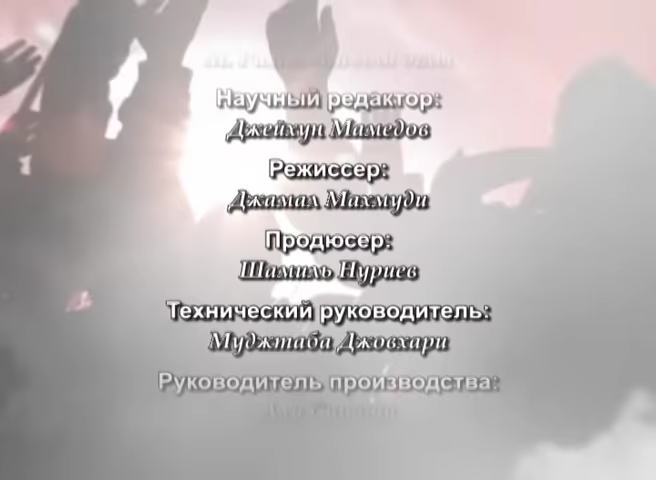 Научный редактор:
Джейхун Мамедов
Режиссер:
Джамал Махмуди
Продюсер:
Шамиль Нуриев
Технический руководитель:
Муджтаба Джовхари
Руководитель производства: